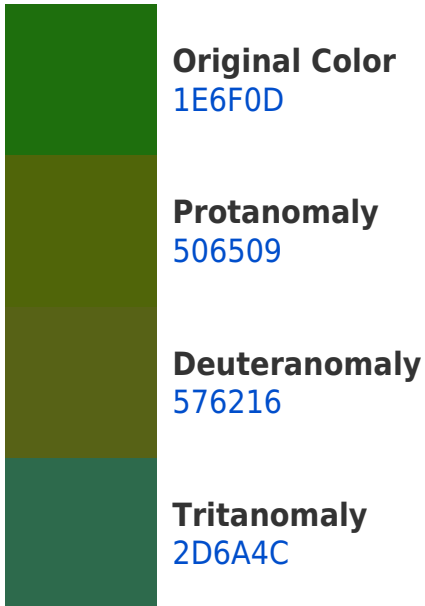 Original Color
1E6F0D
Protanomaly
506509
Deuteranomaly
576216
Tritanomaly
2D6A4C